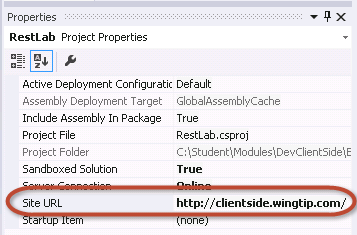 Properties
RestLab Project Properties
Active Deployment Configuratio Default
Assembly Deployment Target GlobalAssemblyCache
Include Assembly In Package True
Project File RestLab.csproj
Project Folder C:\Student\Modules\DevClientSide\E
Sandboxed Solution True
Server Connection Online
Site URL http://clientside.wingtip.com/
Startup Item (none)